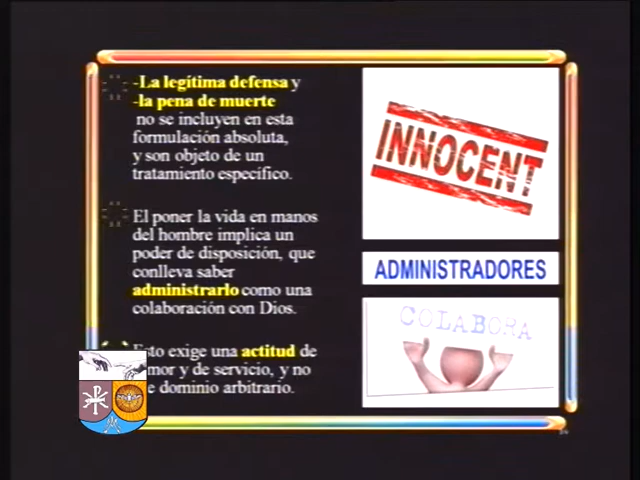 -La legítima defensa y
-la pena de muerte
no se incluyen en esta
formulación absoluta,
y son objeto de un
tratamiento específico.
El poner la vida en manos
del hombre implica un
poder de disposición, que
conlleva saber
administrarlo como una
colaboración con Dios.
Esto exige una actitud de
amor y de servicio, y no
de dominio arbitrario.
INNOCENT
ADMINISTRADORES
COLABORA